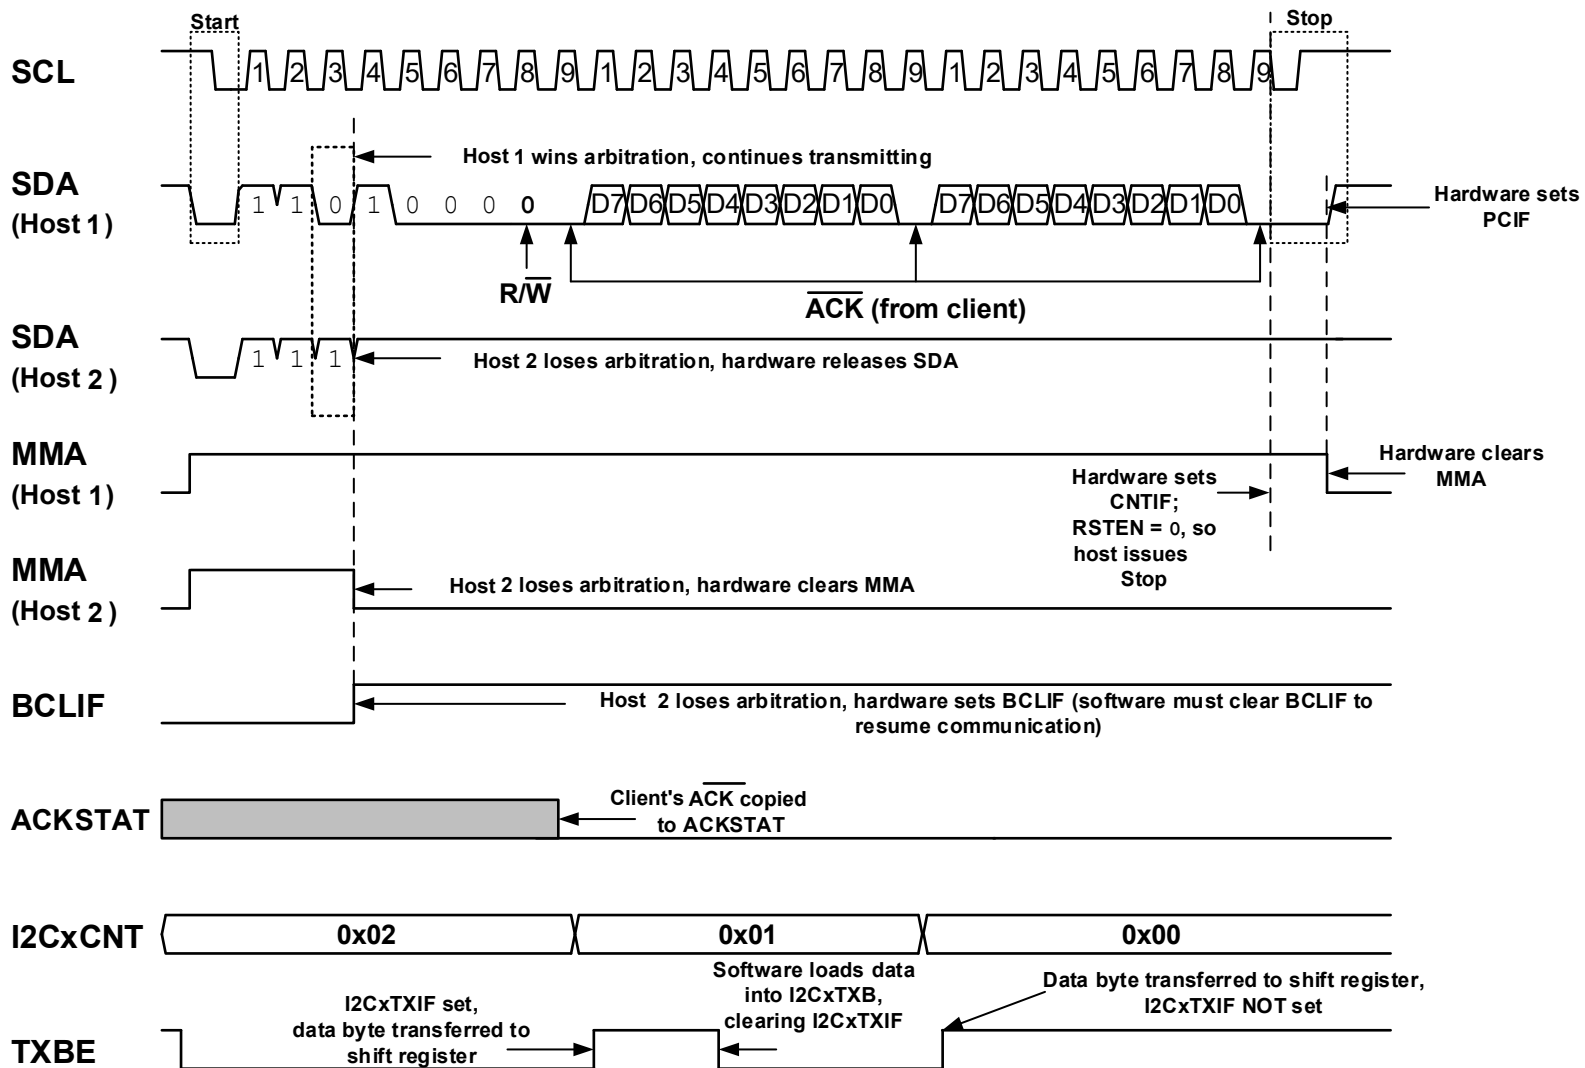 Start
Stop
SCL
1 2 3 4 5 6 7 8 9 1 2 3 4 5 6 7 8 9 1 2 3 4 5 6 7 8 9
Host 1 wins arbitration, continues transmitting
SDA
(Host 1)
1 1 0 1 0 0 0 0 D7 D6 D5 D4 D3 D2 D1 D0 D7 D6 D5 D4 D3 D2 D1 D0
Hardware sets
PCIF
R/W̅
A̅C̅K̅ (from client)
SDA
(Host 2 )
1 1 1
Host 2 loses arbitration, hardware releases SDA
MMA
(Host 1)
Hardware sets
CNTIF;
RSTEN = 0, so
host issues
Stop
Hardware clears
MMA
MMA
(Host 2 )
Host 2 loses arbitration, hardware clears MMA
BCLIF
Host 2 loses arbitration, hardware sets BCLIF (software must clear BCLIF to
resume communication)
ACKSTAT
Client's A̅C̅K̅ copied
to ACKSTAT
I2CxCNT
0x02 0x01 0x00
TXBE
I2CxTXIF set,
data byte transferred to
shift register
Software loads data
into I2CxTXB,
clearing I2CxTXIF
Data byte transferred to shift register,
I2CxTXIF NOT set